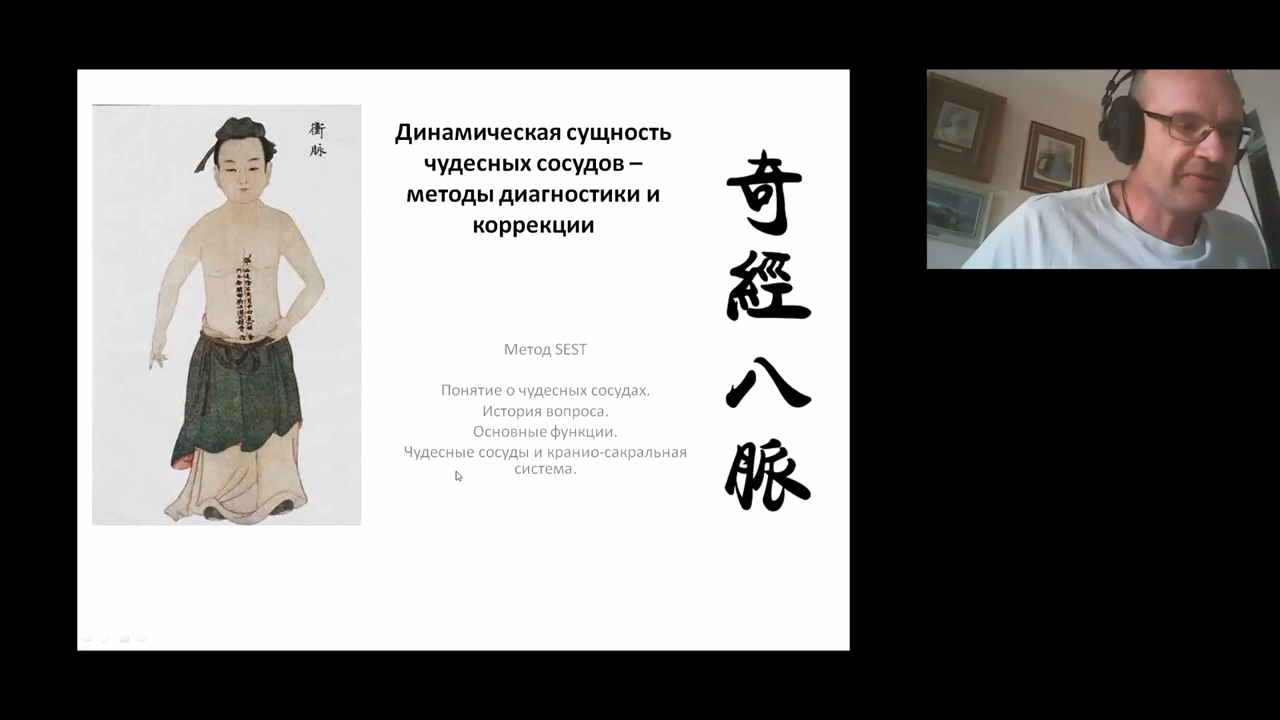 衝
脉
Динамическая сущность
чудесных сосудов –
методы диагностики и
коррекции
Метод SEST
Понятие о чудесных сосудах.
История вопроса.
Основные функции.
Чудесные сосуды и кранио-сакральная
система.
奇
經
八
脈